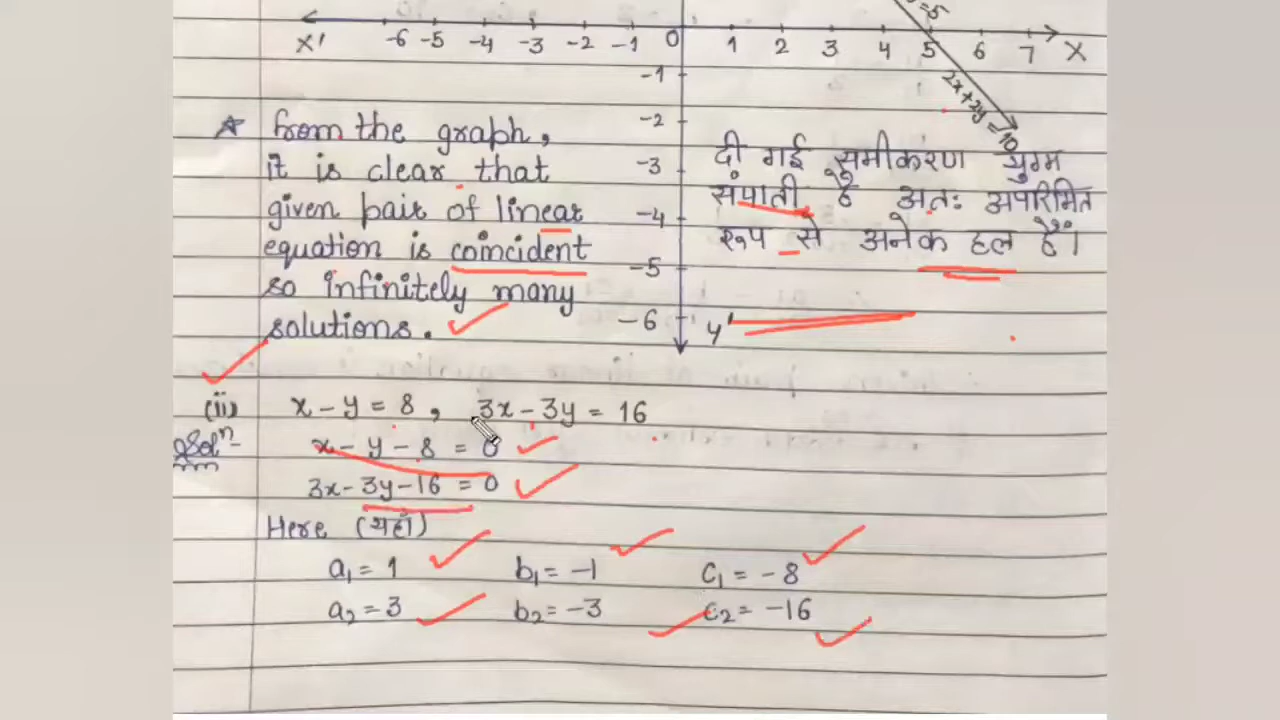 =5
X' -6 -5 -4 -3 -2 -1 0 1 2 3 4 5 6 7 X
-1
2x+2y=10
-2
-3
-4
-5
-6
y'
★ from the graph,
it is clear that
given pair of linear
equation is coincident
so infinitely many
solutions.
दी गई समीकरण युग्म
संपाती है अतः अपरिमित
रूप से अनेक हल हैं।
(ii) x - y = 8, 3x - 3y = 16
Solⁿ- x - y - 8 = 0
3x - 3y - 16 = 0
Here (यहाँ)
a₁ = 1 b₁ = -1 C₁ = -8
a₂ = 3 b₂ = -3 C₂ = -16